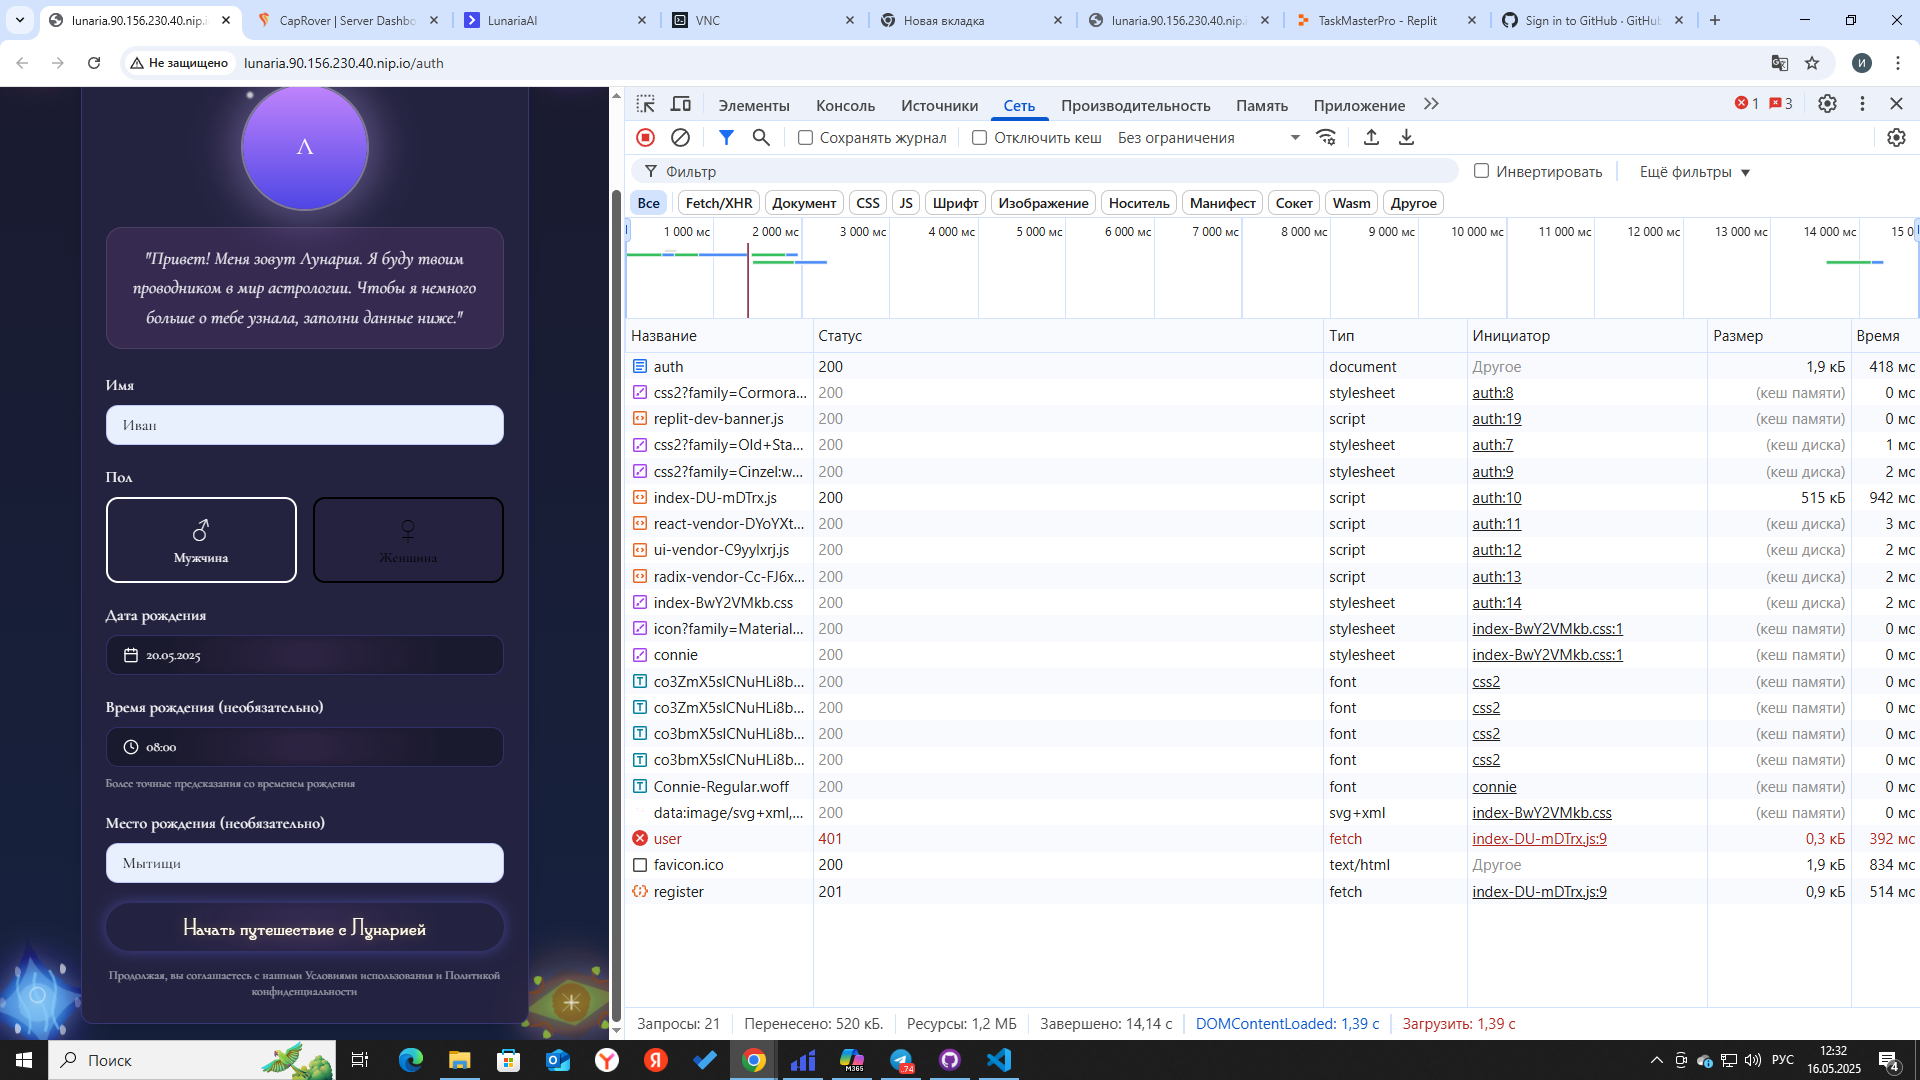 lunaria.90.156.230.40.nip.i
CapRover | Server Dashbo
LunariaAI
VNC
Новая вкладка
lunaria.90.156.230.40.nip.i
TaskMasterPro - Replit
Sign in to GitHub · GitHub
Не защищено
lunaria.90.156.230.40.nip.io/auth
И
Λ
"Привет! Меня зовут Лунария. Я буду твоим
проводником в мир астрологии. Чтобы я немного
больше о тебе узнала, заполни данные ниже."
Имя
Иван
Пол
Мужчина
Женщина
Дата рождения
20.05.2025
Время рождения (необязательно)
08:00
Более точные предсказания со временем рождения
Место рождения (необязательно)
Мытищи
Начать путешествие с Лунарией
Продолжая, вы соглашаетесь с нашими Условиями использования и Политикой
конфиденциальности
Элементы Консоль Источники Сеть Производительность Память Приложение 1 3
Сохранять журнал Отключить кеш Без ограничения
Фильтр Инвертировать Ещё фильтры
Все Fetch/XHR Документ CSS JS Шрифт Изображение Носитель Манифест Сокет Wasm Другое
1 000 мс 2 000 мс 3 000 мс 4 000 мс 5 000 мс 6 000 мс 7 000 мс 8 000 мс 9 000 мс 10 000 мс 11 000 мс 12 000 мс 13 000 мс 14 000 мс 15 0
Название Статус Тип Инициатор Размер Время
auth 200 document Другое 1,9 кБ 418 мс
css2?family=Cormora... 200 stylesheet auth:8 (кеш памяти) 0 мс
replit-dev-banner.js 200 script auth:19 (кеш памяти) 0 мс
css2?family=Old+Sta... 200 stylesheet auth:7 (кеш диска) 1 мс
css2?family=Cinzel:w... 200 stylesheet auth:9 (кеш диска) 2 мс
index-DU-mDTrx.js 200 script auth:10 515 кБ 942 мс
react-vendor-DYoYXt... 200 script auth:11 (кеш диска) 3 мс
ui-vendor-C9yylxrj.js 200 script auth:12 (кеш диска) 2 мс
radix-vendor-Cc-FJ6x... 200 script auth:13 (кеш диска) 2 мс
index-BwY2VMkb.css 200 stylesheet auth:14 (кеш диска) 2 мс
icon?family=Material... 200 stylesheet index-BwY2VMkb.css:1 (кеш памяти) 0 мс
connie 200 stylesheet index-BwY2VMkb.css:1 (кеш памяти) 0 мс
co3ZmX5slCNuHLi8b... 200 font css2 (кеш памяти) 0 мс
co3ZmX5slCNuHLi8b... 200 font css2 (кеш памяти) 0 мс
co3bmX5slCNuHLi8b... 200 font css2 (кеш памяти) 0 мс
co3bmX5slCNuHLi8b... 200 font css2 (кеш памяти) 0 мс
Connie-Regular.woff 200 font connie (кеш памяти) 0 мс
data:image/svg+xml,... 200 svg+xml index-BwY2VMkb.css (кеш памяти) 0 мс
user 401 fetch index-DU-mDTrx.js:9 0,3 кБ 392 мс
favicon.ico 200 text/html Другое 1,9 кБ 834 мс
register 201 fetch index-DU-mDTrx.js:9 0,9 кБ 514 мс
Запросы: 21 Перенесено: 520 кБ. Ресурсы: 1,2 МБ Завершено: 14,14 с DOMContentLoaded: 1,39 с Загрузить: 1,39 с
Поиск
M365
74
РУС
12:32
16.05.2025
4